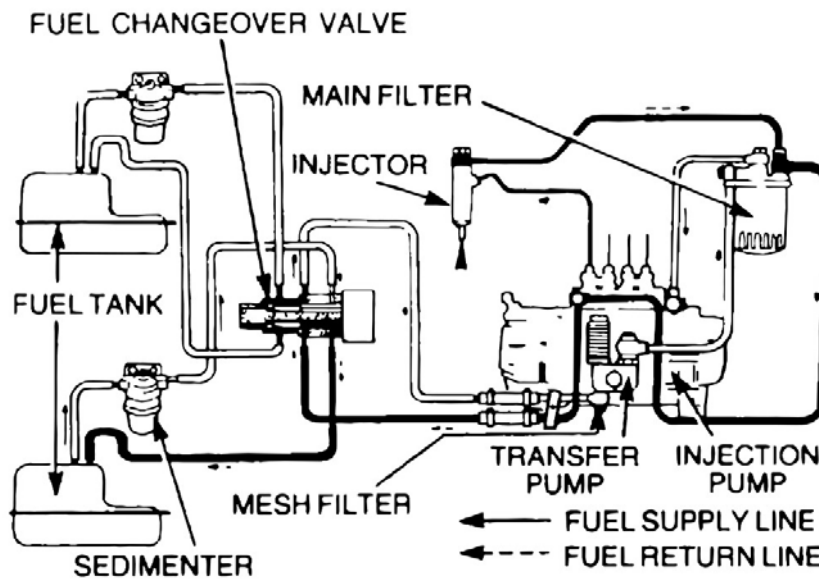 FUEL CHANGEOVER VALVE
MAIN FILTER
INJECTOR
FUEL TANK
TRANSFER
PUMP
INJECTION
PUMP
MESH FILTER
SEDIMENTER
FUEL SUPPLY LINE
FUEL RETURN LINE